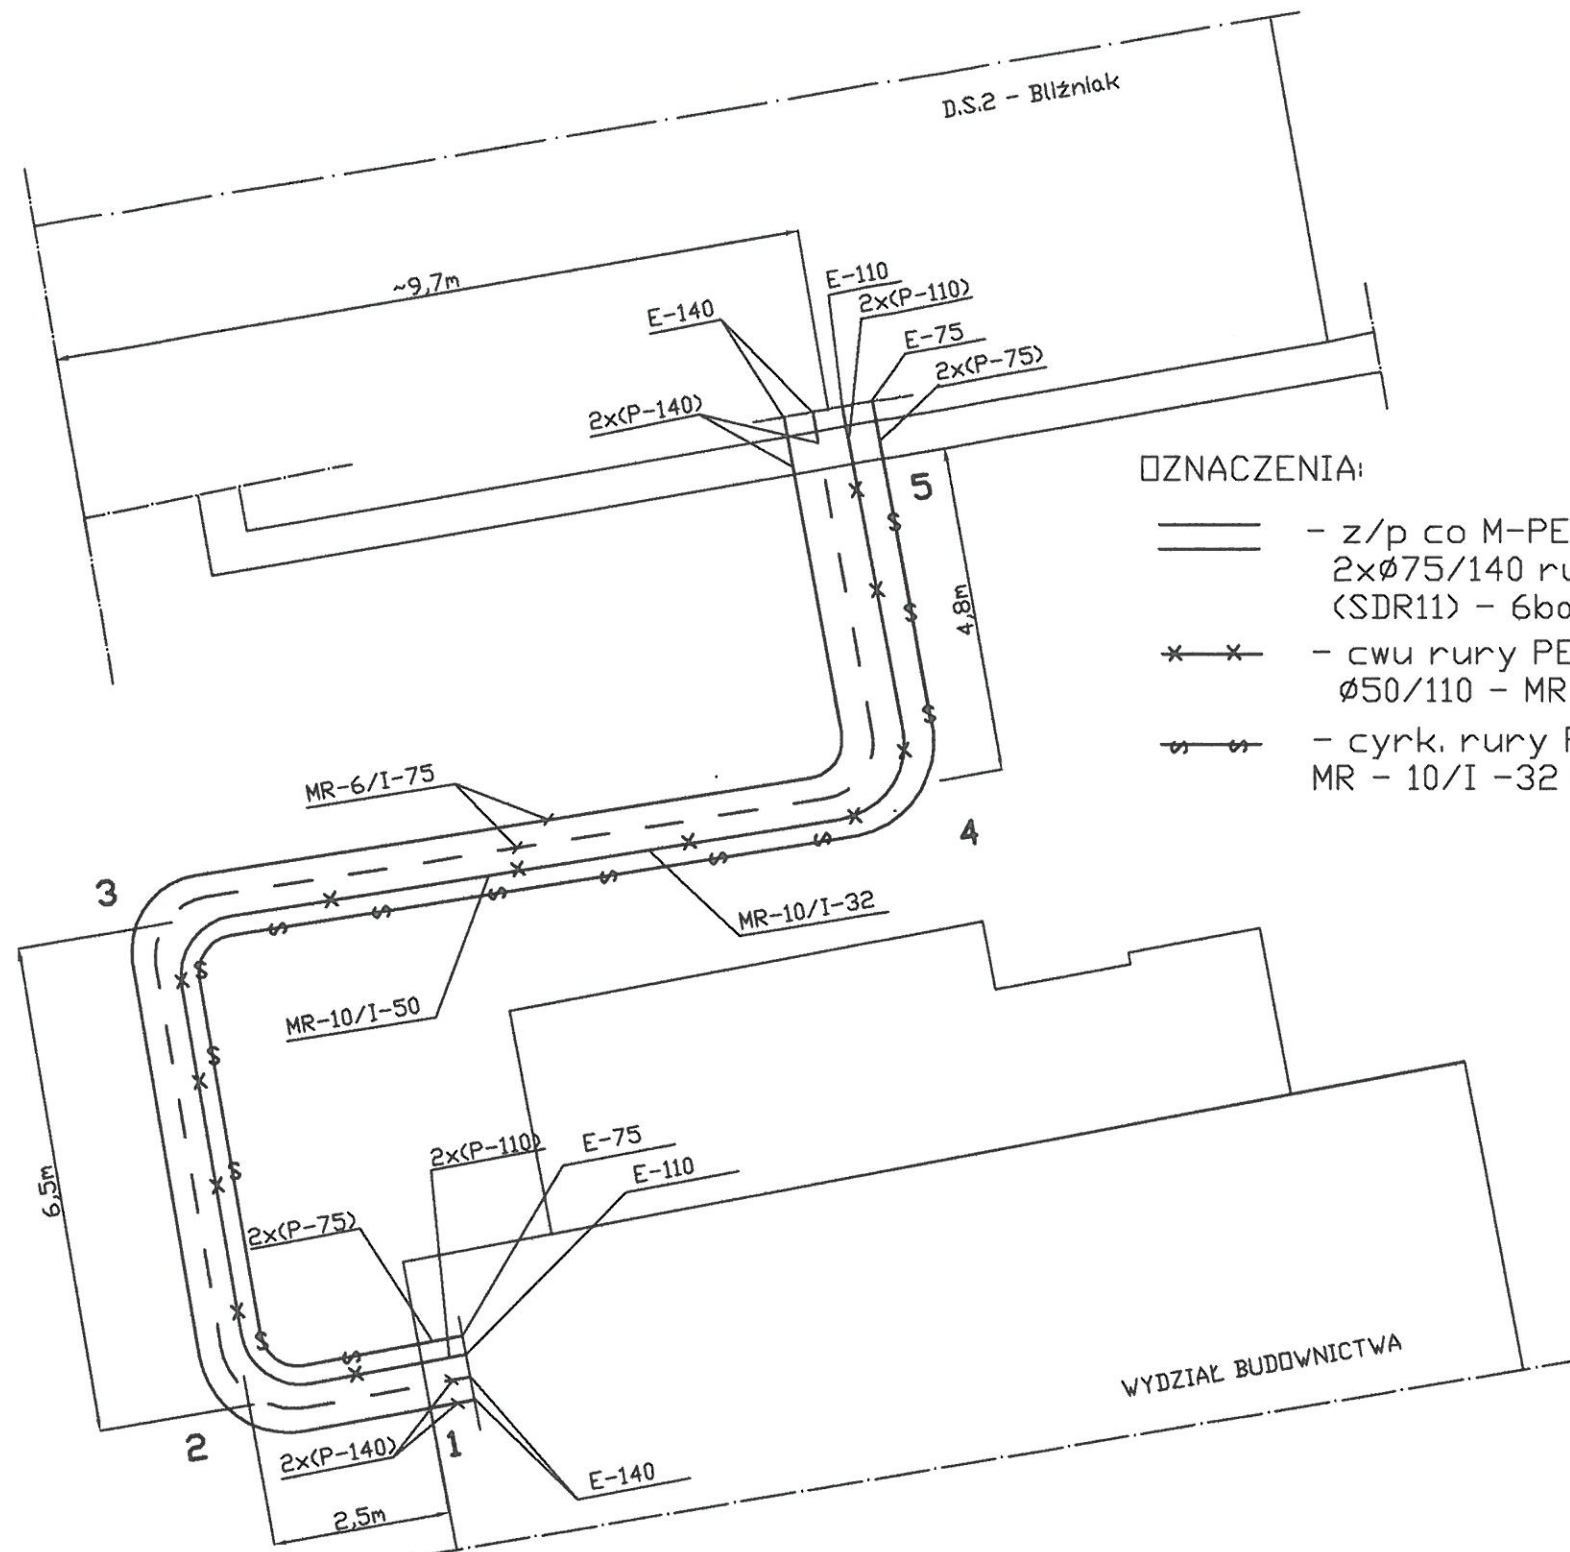 D.S.2 - Bliźniak
~9,7m
E-110
2x(P-110)
E-140
E-75
2x(P-75)
2x(P-140)
5
OZNACZENIA:
- z/p co M-PE
2xø75/140 ru
(SDR11) - 6bo
4,8m
- cwu rury PE
ø50/110 - MR
- cyrk. rury
MR - 10/I -32
MR-6/I-75
4
3
MR-10/I-32
MR-10/I-50
6,5m
2x(P-110)
E-75
E-110
2x(P-75)
WYDZIAŁ BUDOWNICTWA
2
2x(P-140)
1
E-140
2,5m